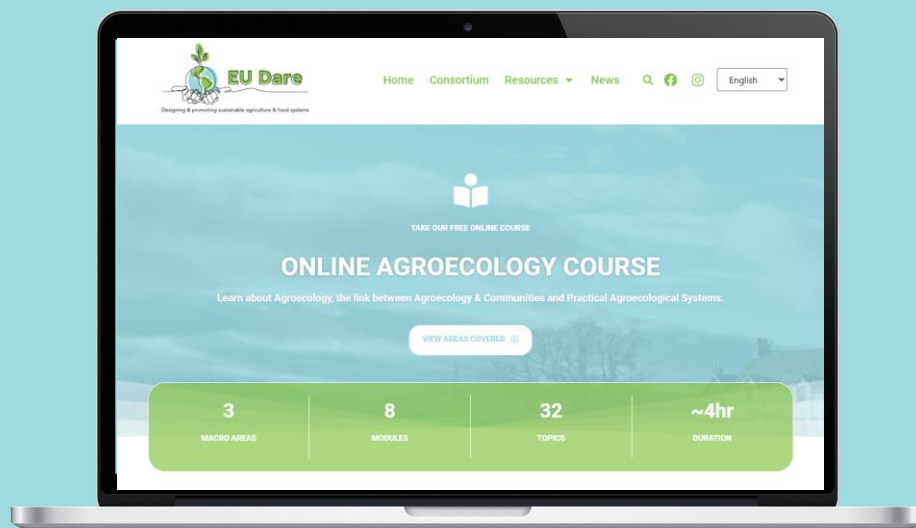 EU Dare
Designing & promoting sustainable agriculture & food systems
Home Consortium Resources News English
TAKE OUR FREE ONLINE COURSE
ONLINE AGROECOLOGY COURSE
Learn about Agroecology, the link between Agroecology & Communities and Practical Agroecological Systems.
VIEW AREAS COVERED
3 8 32 ~4hr
MACRO AREAS MODULES TOPICS DURATION